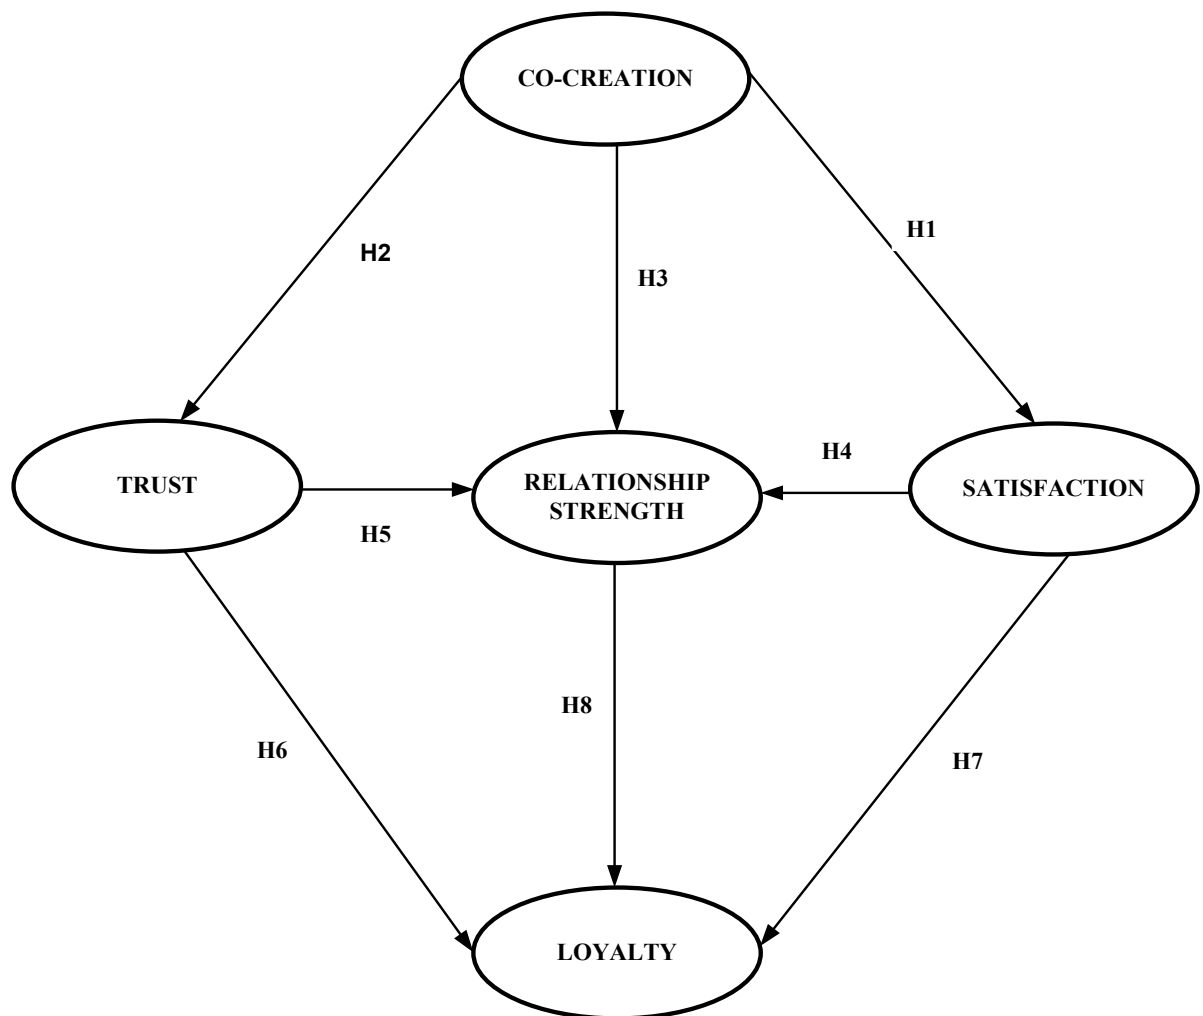 CO-CREATION
H1
H2
H3
H4
TRUST
RELATIONSHIP
STRENGTH
SATISFACTION
H5
H8
H6
H7
LOYALTY